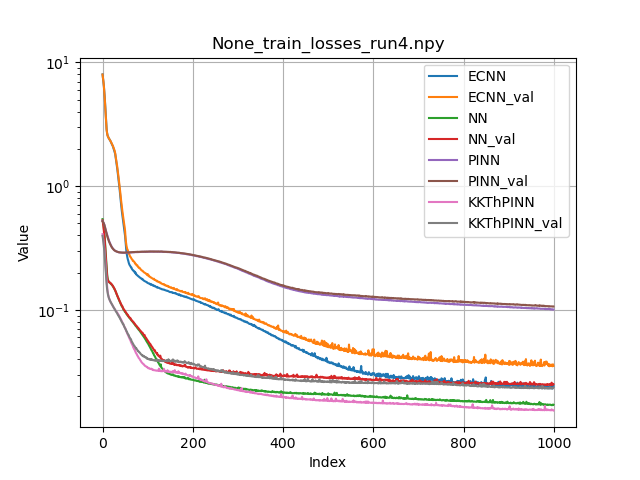 None_train_losses_run4.npy
10¹
10⁰
10⁻¹
Value
ECNN
ECNN_val
NN
NN_val
PINN
PINN_val
KKThPINN
KKThPINN_val
0
200
400
600
800
1000
Index